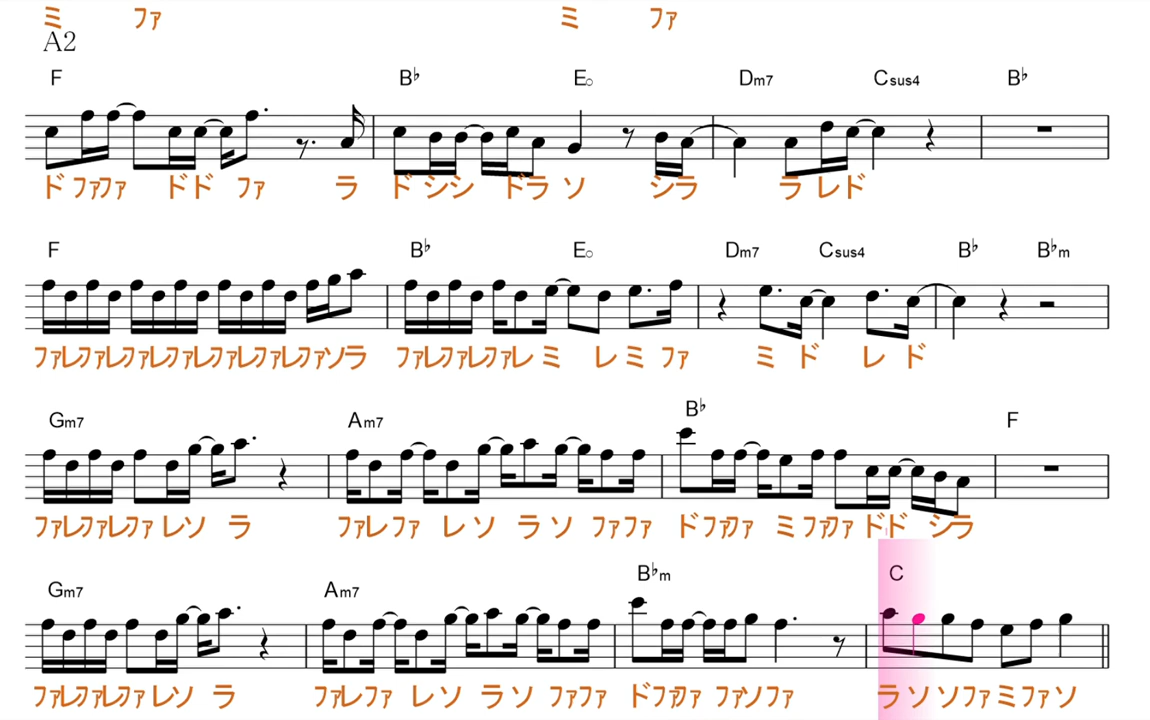 ミ ファ ミ ファ
A2
F B♭ E○ Dm7 Csus4 B♭
ド ファファ ドド ファ ラ ド シシ ドラ ソ シラ ラ レド
F B♭ E○ Dm7 Csus4 B♭ B♭m
ファレファレファレファレファレファレファソラ ファレファレファレ ミ レ ミ ファ ミ ド レ ド
Gm7 Am7 B♭ F
ファレファレファ レソ ラ ファレファ レ ソ ラ ソ ファファ ドファファ ミ ファファ ドド シラ
Gm7 Am7 B♭m C
ファレファレファ レソ ラ ファレファ レ ソ ラ ソ ファファ ドファファ ファソファ ラ ソ ソファ ミファ ソ